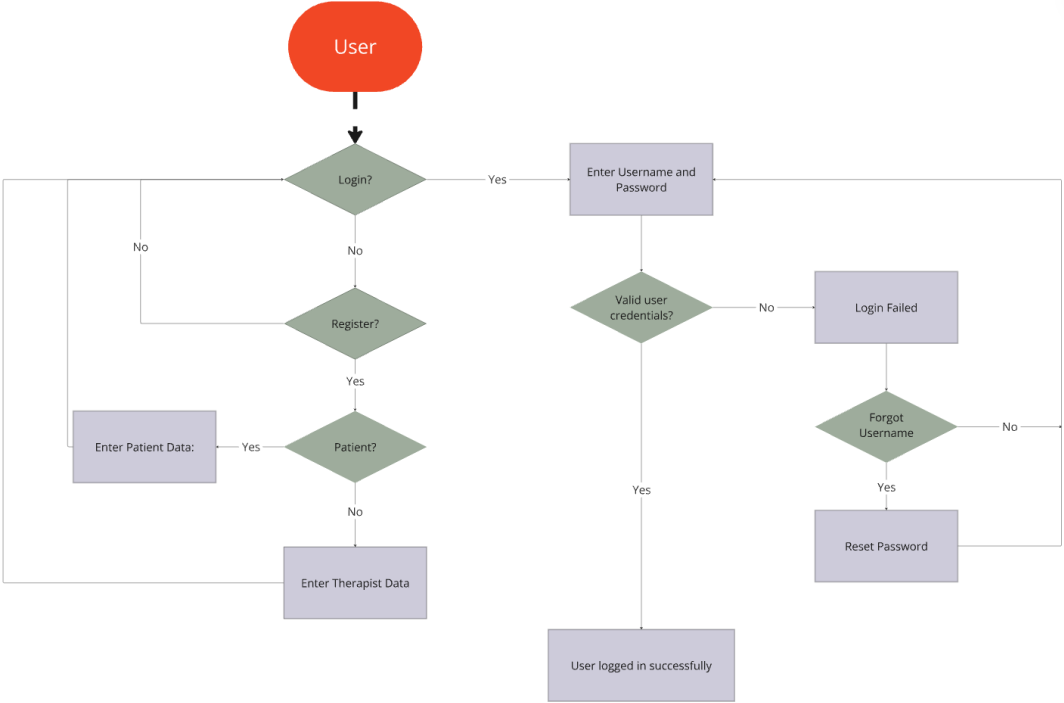 User
Login?
Yes
Enter Username and
Password
No
No
Register?
Valid user
credentials?
No
Login Failed
Yes
Enter Patient Data:
Yes
Patient?
Forgot
Username
No
Yes
Yes
No
Reset Password
Enter Therapist Data
User logged in successfully